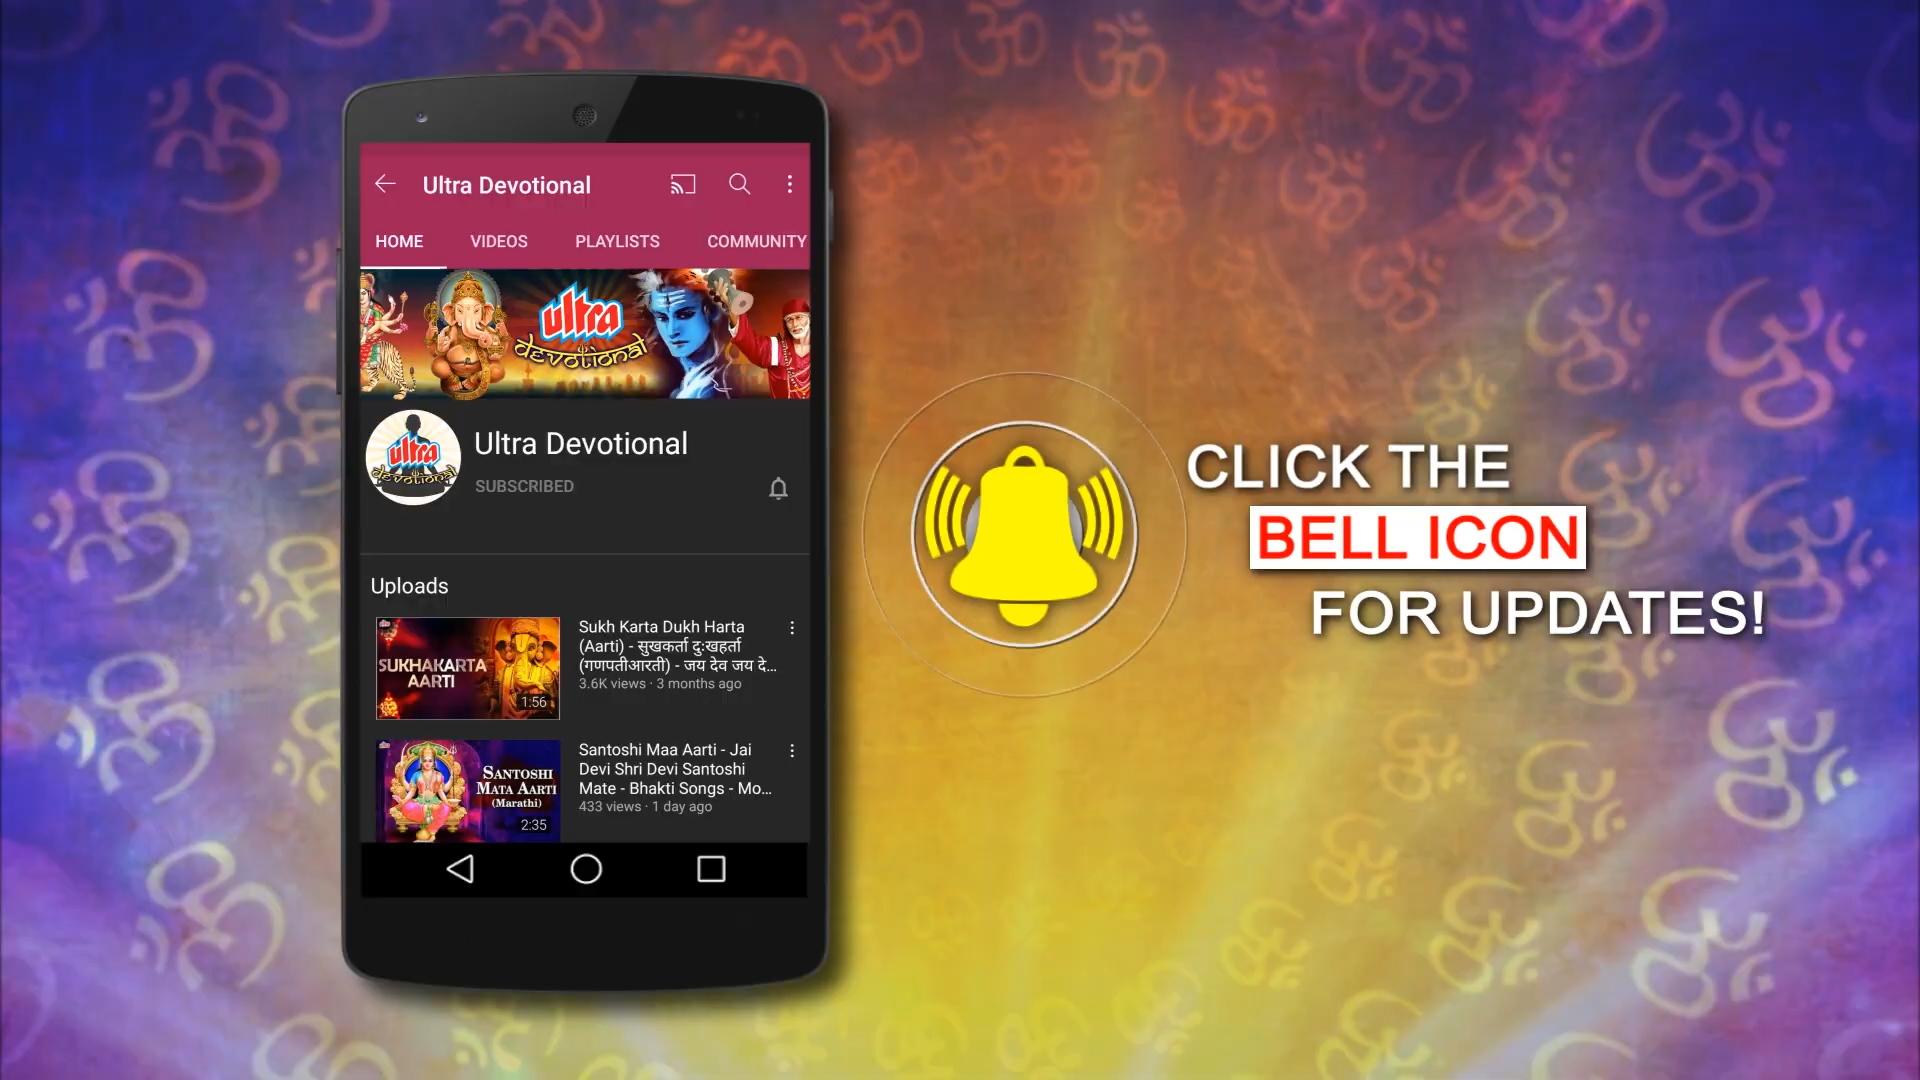 Ultra Devotional
HOME VIDEOS PLAYLISTS COMMUNITY
ultra
devotional
ultra
devotional
Ultra Devotional
SUBSCRIBED
Uploads
SUKHAKARTA
AARTI
1:56
Sukh Karta Dukh Harta
(Aarti) - सुखकर्ता दुःखहर्ता
(गणपतीआरती) - जय देव जय दे...
3.6K views · 3 months ago
SANTOSHI
MATA AARTI
(Marathi)
2:35
Santoshi Maa Aarti - Jai
Devi Shri Devi Santoshi
Mate - Bhakti Songs - Mo...
433 views · 1 day ago
CLICK THE
BELL ICON
FOR UPDATES!